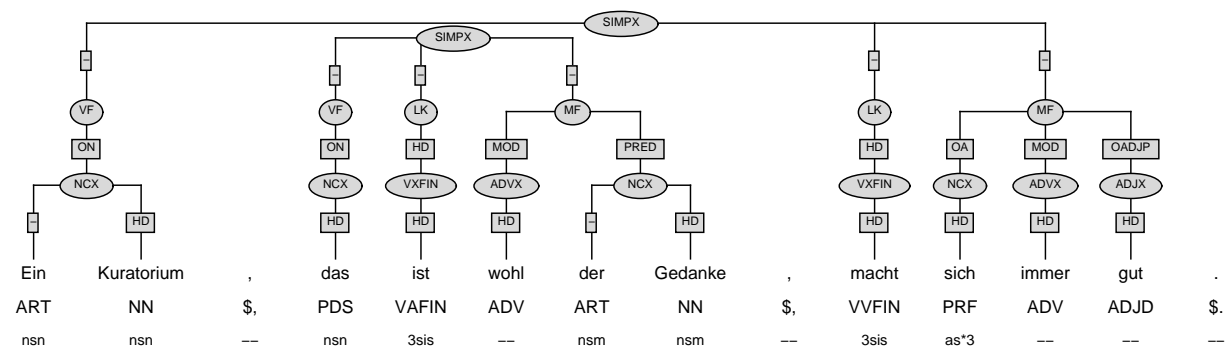 SIMPX
SIMPX
– – – – – –
VF VF LK MF LK MF
ON ON HD MOD PRED HD OA MOD OADJP
NCX NCX VXFIN ADVX NCX VXFIN NCX ADVX ADJX
– HD HD HD HD – HD HD HD HD HD
Ein Kuratorium , das ist wohl der Gedanke , macht sich immer gut .
ART NN $, PDS VAFIN ADV ART NN $, VVFIN PRF ADV ADJD $.
nsn nsn −− nsn 3sis −− nsm nsm −− 3sis as*3 −− −− −−